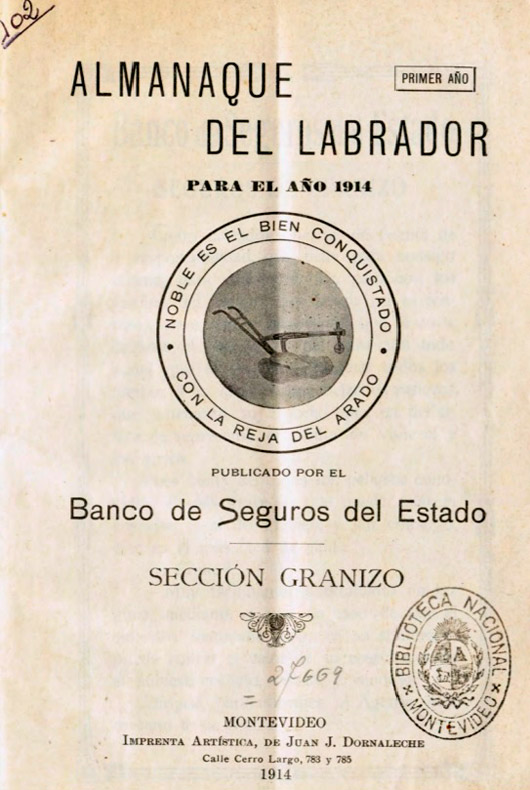 102
ALMANAQUE
PRIMER AÑO
DEL LABRADOR
PARA EL AÑO 1914
NOBLE ES EL BIEN CONQUISTADO
• CON LA REJA DEL ARADO •
PUBLICADO POR EL
Banco de Seguros del Estado
SECCIÓN GRANIZO
BIBLIOTECA NACIONAL
× MONTEVIDEO ×
27669
MONTEVIDEO
IMPRENTA ARTÍSTICA, DE JUAN J. DORNALECHE
Calle Cerro Largo, 783 y 785
1914